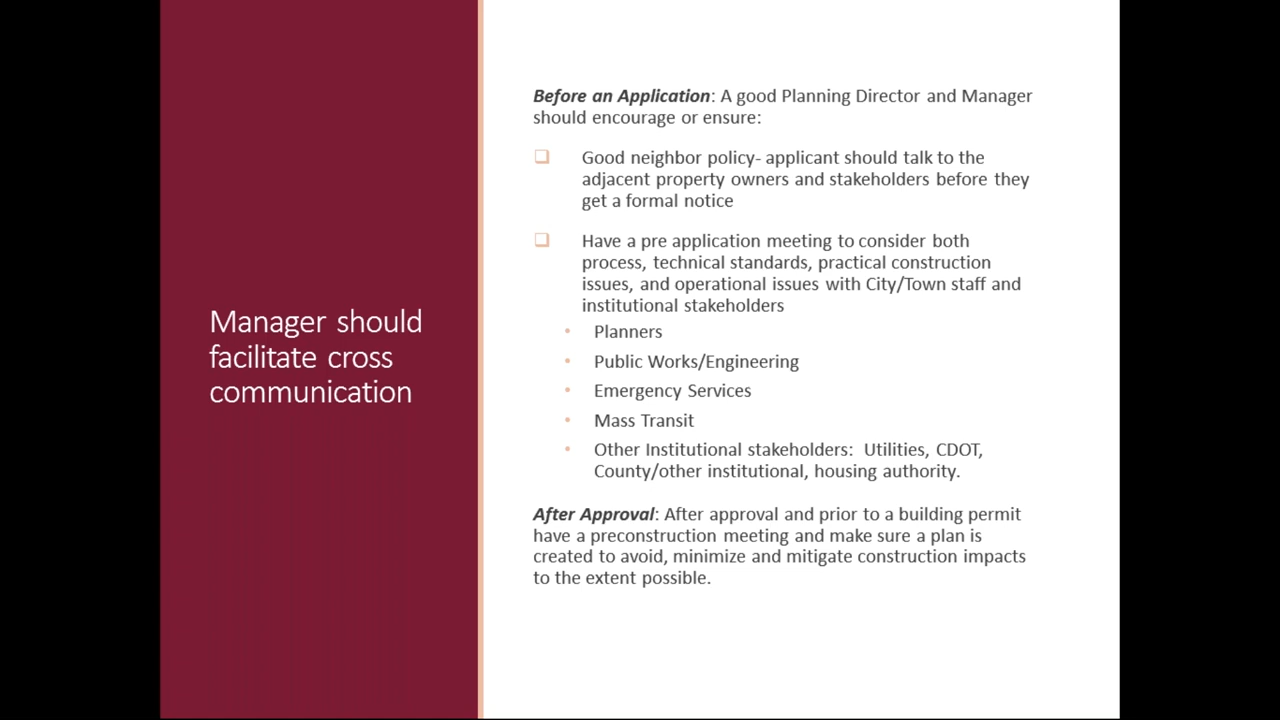 Manager should
facilitate cross
communication
Before an Application: A good Planning Director and Manager
should encourage or ensure:
❑ Good neighbor policy- applicant should talk to the
adjacent property owners and stakeholders before they
get a formal notice
❑ Have a pre application meeting to consider both
process, technical standards, practical construction
issues, and operational issues with City/Town staff and
institutional stakeholders
• Planners
• Public Works/Engineering
• Emergency Services
• Mass Transit
• Other Institutional stakeholders:  Utilities, CDOT,
County/other institutional, housing authority.
After Approval: After approval and prior to a building permit
have a preconstruction meeting and make sure a plan is
created to avoid, minimize and mitigate construction impacts
to the extent possible.